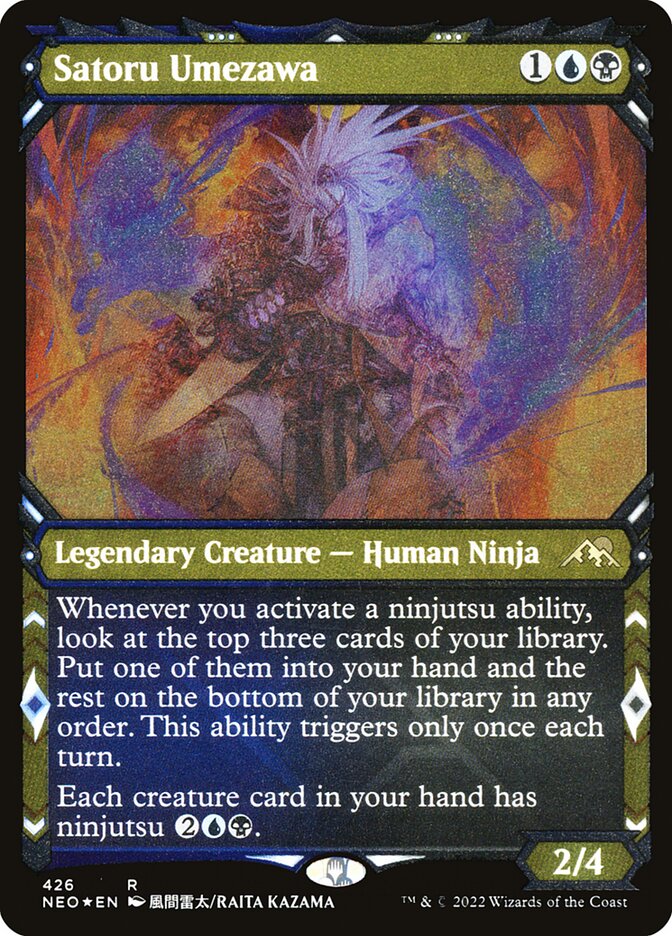 Satoru Umezawa 1
Legendary Creature — Human Ninja
Whenever you activate a ninjutsu ability,
look at the top three cards of your library.
Put one of them into your hand and the
rest on the bottom of your library in any
order. This ability triggers only once each
turn.
Each creature card in your hand has
ninjutsu 2.
2/4
426 R
NEO★EN 風間雷太/RAITA KAZAMA
™ & © 2022 Wizards of the Coast